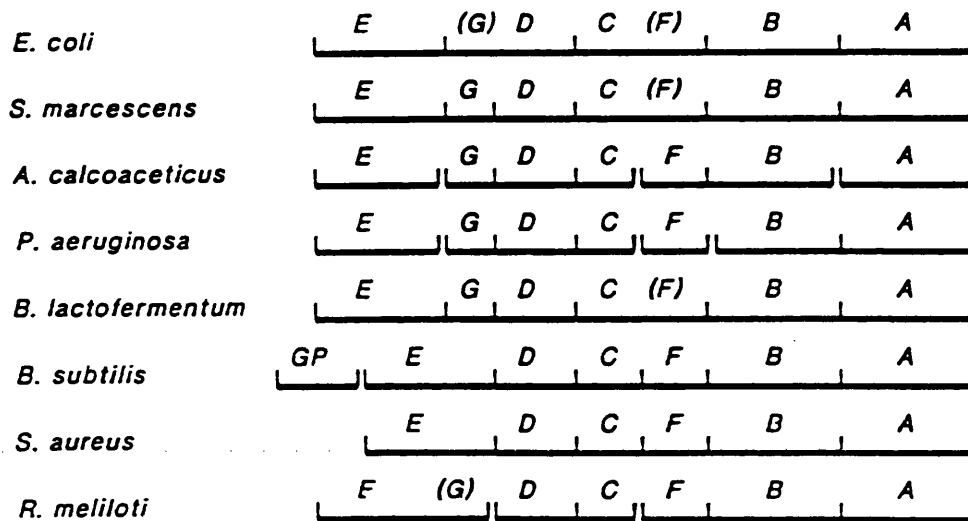 E. coli E (G) D C (F) B A
S. marcescens E G D C (F) B A
A. calcoaceticus E G D C F B A
P. aeruginosa E G D C F B A
B. lactofermentum E G D C (F) B A
B. subtilis GP E D C F B A
S. aureus E D C F B A
R. meliloti E (G) D C F B A